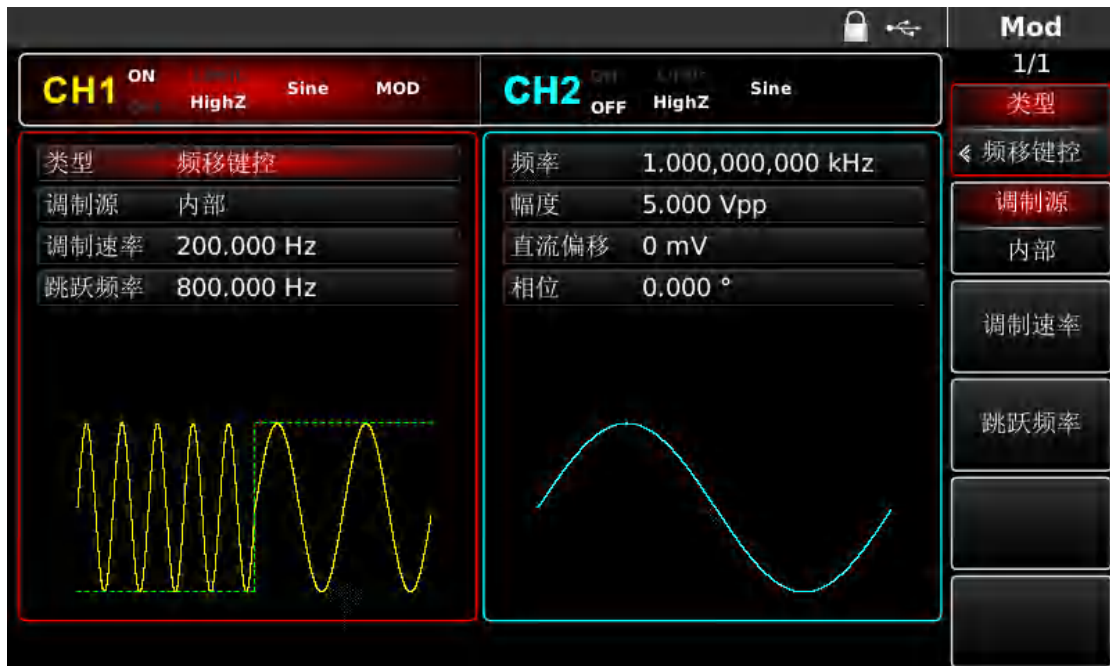 Mod
1/1
CH1 ON HighZ Sine MOD
CH2 OFF HighZ Sine
类型 频移键控
调制源 内部
调制速率 200.000 Hz
跳跃频率 800.000 Hz
频率 1.000,000,000 kHz
幅度 5.000 Vpp
直流偏移 0 mV
相位 0.000 °
类型
频移键控
调制源
内部
调制速率
跳跃频率